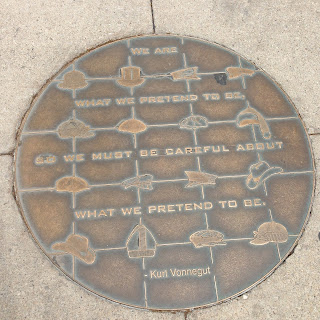 WE ARE
WHAT WE PRETEND TO BE.
WE MUST BE CAREFUL ABOUT
WHAT WE PRETEND TO BE.
- Kurt Vonnegut